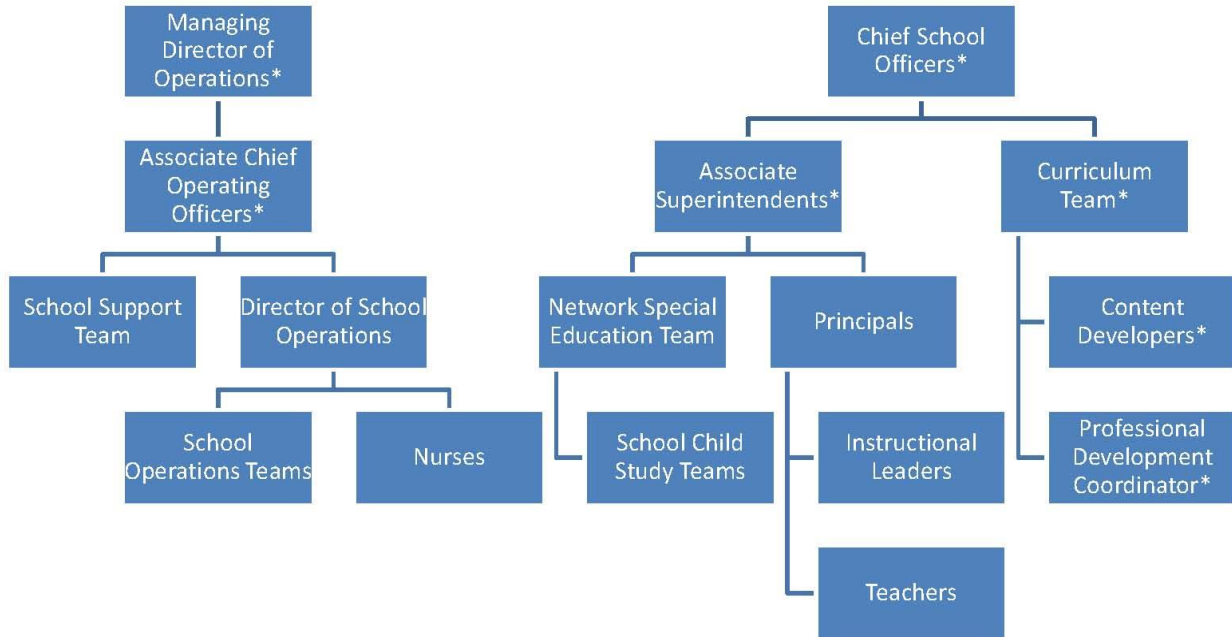 Managing
Director of
Operations*
Chief School
Officers*
Associate Chief
Operating
Officers*
Associate
Superintendents*
Curriculum
Team*
School Support
Team
Director of School
Operations
Network Special
Education Team
Principals
Content
Developers*
School
Operations Teams
Nurses
School Child
Study Teams
Instructional
Leaders
Professional
Development
Coordinator*
Teachers